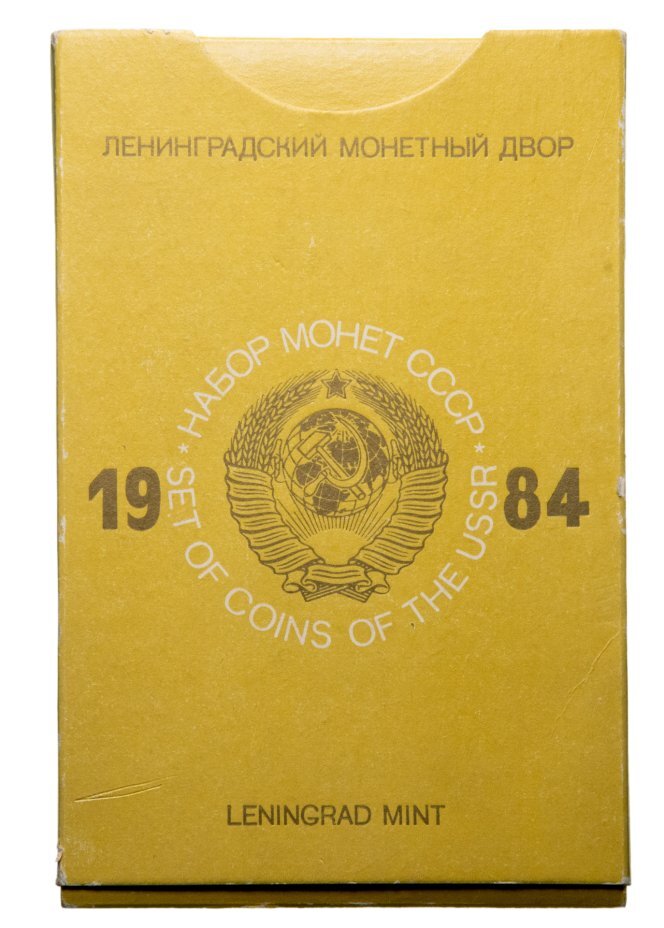 ЛЕНИНГРАДСКИЙ МОНЕТНЫЙ ДВОР
* НАБОР МОНЕТ СССР *
19 84
SET OF COINS OF THE USSR
LENINGRAD MINT